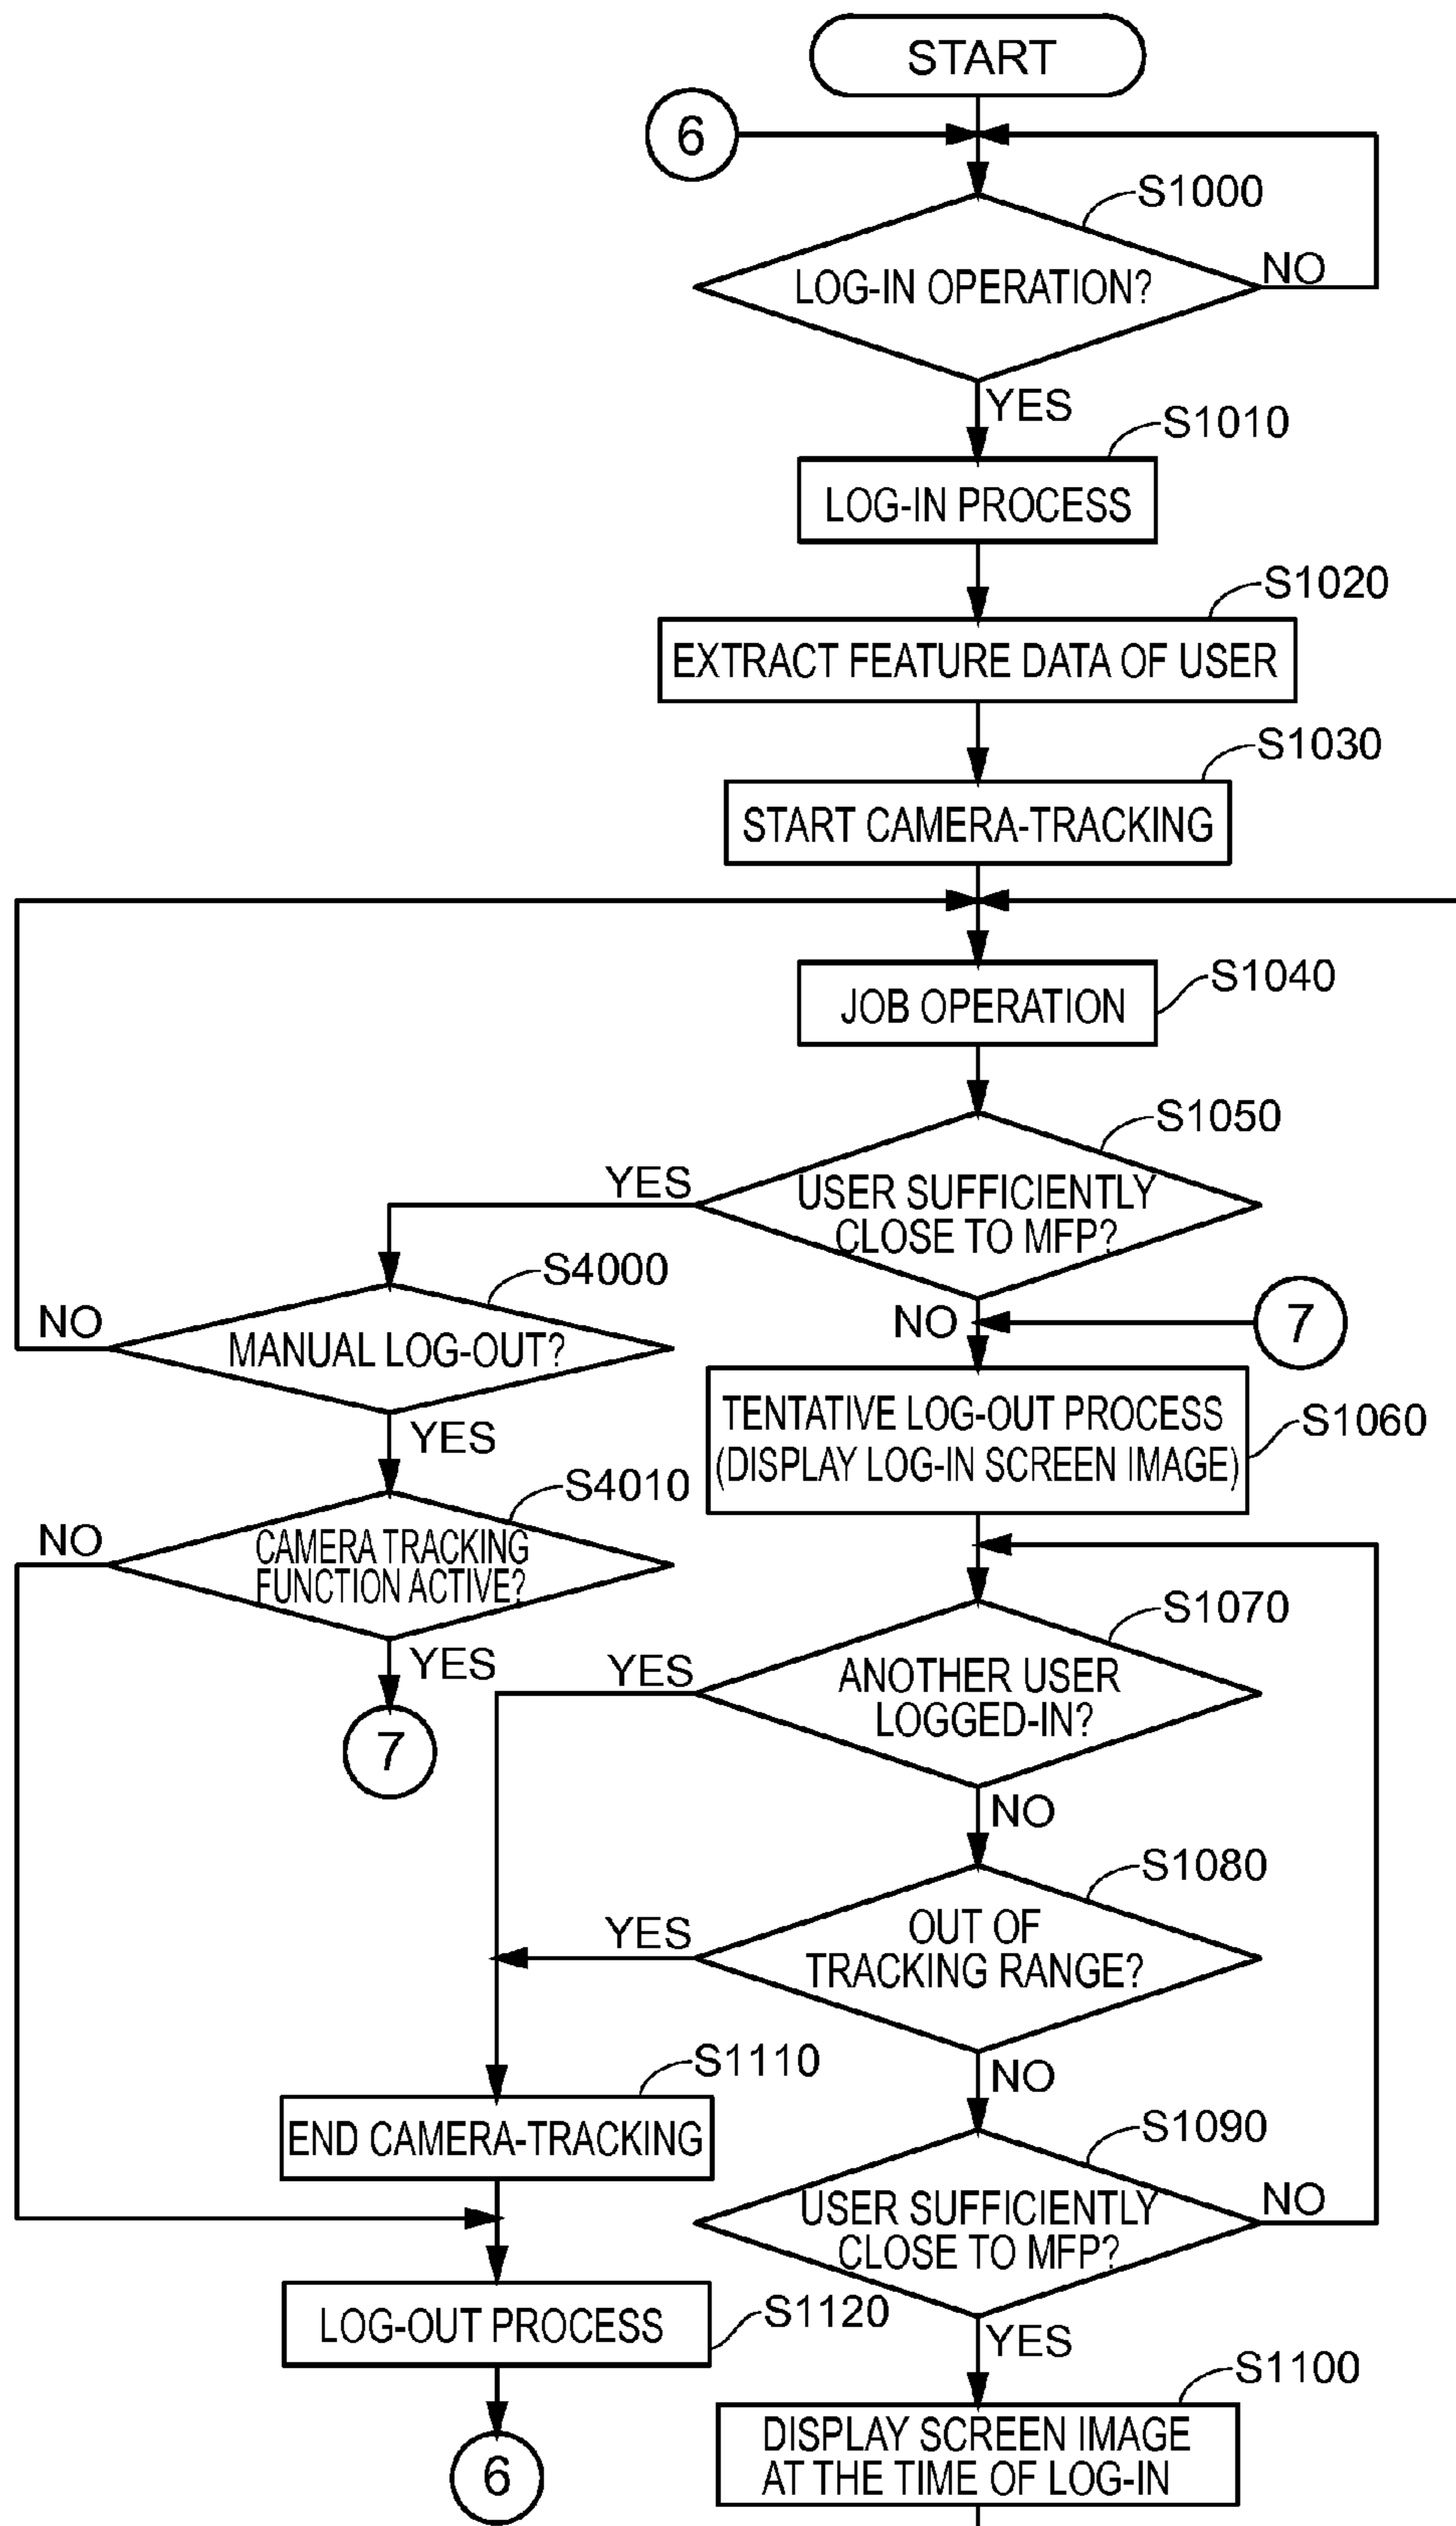 START
6
S1000
LOG-IN OPERATION?
NO
YES
S1010
LOG-IN PROCESS
S1020
EXTRACT FEATURE DATA OF USER
S1030
START CAMERA-TRACKING
JOB OPERATION
S1040
S1050
YES
USER SUFFICIENTLY
CLOSE TO MFP?
S4000
NO
MANUAL LOG-OUT?
NO
7
YES
TENTATIVE LOG-OUT PROCESS
(DISPLAY LOG-IN SCREEN IMAGE)
S1060
S4010
NO
CAMERA TRACKING
FUNCTION ACTIVE?
YES
7
S1070
YES
ANOTHER USER
LOGGED-IN?
NO
S1080
YES
OUT OF
TRACKING RANGE?
NO
S1110
END CAMERA-TRACKING
S1090
USER SUFFICIENTLY
CLOSE TO MFP?
NO
YES
LOG-OUT PROCESS
S1120
6
S1100
DISPLAY SCREEN IMAGE
AT THE TIME OF LOG-IN